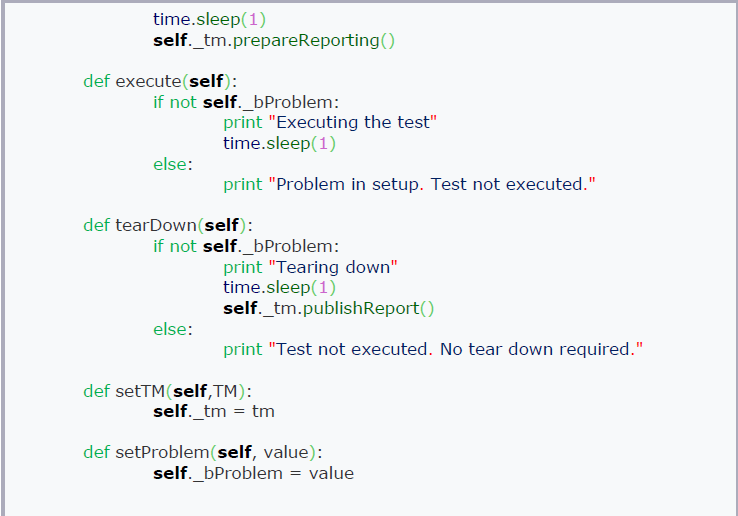 time.sleep(1)
self._tm.prepareReporting()
def execute(self):
if not self._bProblem:
print "Executing the test"
time.sleep(1)
else:
print "Problem in setup. Test not executed."
def tearDown(self):
if not self._bProblem:
print "Tearing down"
time.sleep(1)
self._tm.publishReport()
else:
print "Test not executed. No tear down required."
def setTM(self,TM):
self._tm = tm
def setProblem(self, value):
self._bProblem = value